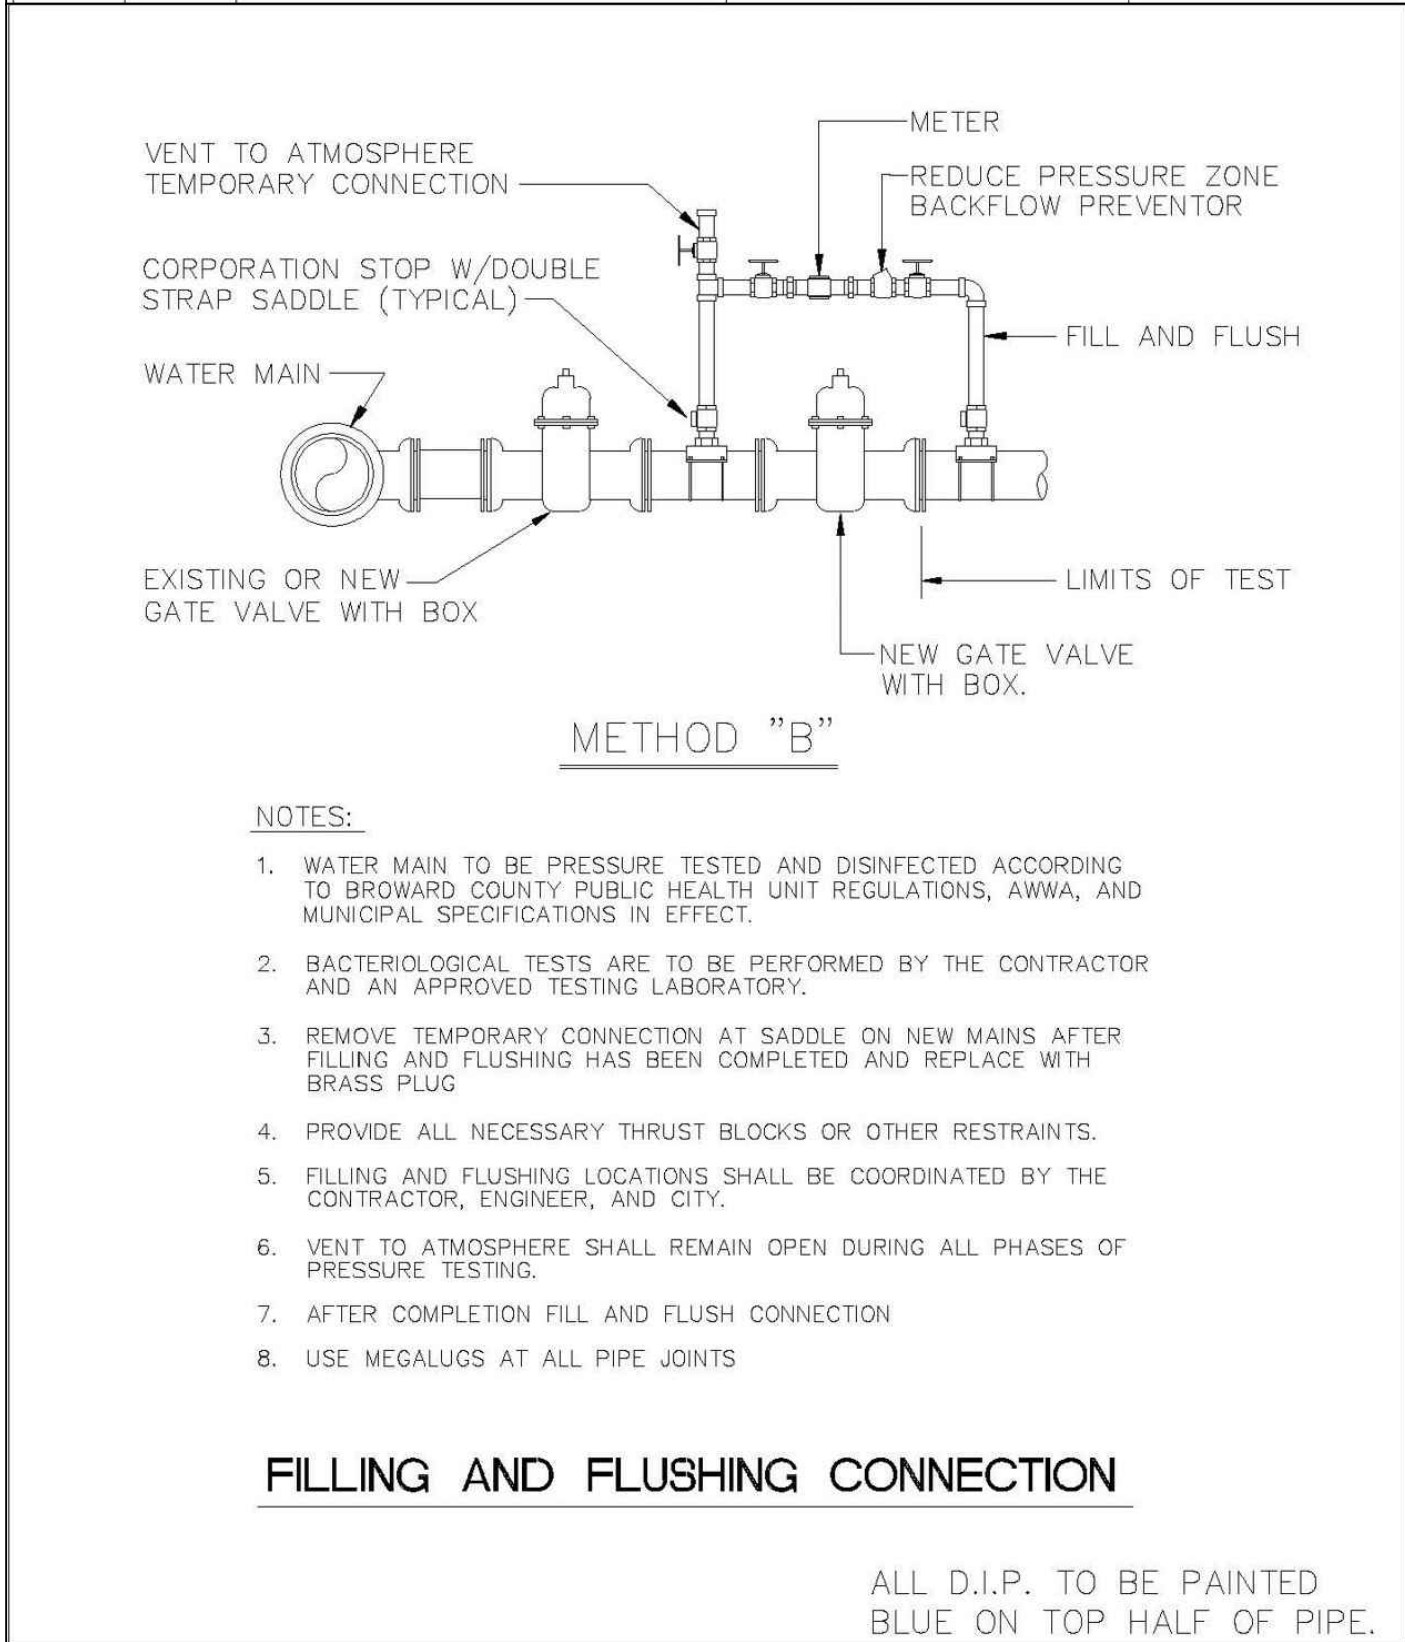 METER
VENT TO ATMOSPHERE
TEMPORARY CONNECTION
REDUCE PRESSURE ZONE
BACKFLOW PREVENTOR
CORPORATION STOP W/DOUBLE
STRAP SADDLE (TYPICAL)
FILL AND FLUSH
WATER MAIN
EXISTING OR NEW
GATE VALVE WITH BOX
LIMITS OF TEST
NEW GATE VALVE
WITH BOX.
METHOD "B"
NOTES:
1. WATER MAIN TO BE PRESSURE TESTED AND DISINFECTED ACCORDING
TO BROWARD COUNTY PUBLIC HEALTH UNIT REGULATIONS, AWWA, AND
MUNICIPAL SPECIFICATIONS IN EFFECT.
2. BACTERIOLOGICAL TESTS ARE TO BE PERFORMED BY THE CONTRACTOR
AND AN APPROVED TESTING LABORATORY.
3. REMOVE TEMPORARY CONNECTION AT SADDLE ON NEW MAINS AFTER
FILLING AND FLUSHING HAS BEEN COMPLETED AND REPLACE WITH
BRASS PLUG
4. PROVIDE ALL NECESSARY THRUST BLOCKS OR OTHER RESTRAINTS.
5. FILLING AND FLUSHING LOCATIONS SHALL BE COORDINATED BY THE
CONTRACTOR, ENGINEER, AND CITY.
6. VENT TO ATMOSPHERE SHALL REMAIN OPEN DURING ALL PHASES OF
PRESSURE TESTING.
7. AFTER COMPLETION FILL AND FLUSH CONNECTION
8. USE MEGALUGS AT ALL PIPE JOINTS
FILLING AND FLUSHING CONNECTION
ALL D.I.P. TO BE PAINTED
BLUE ON TOP HALF OF PIPE.